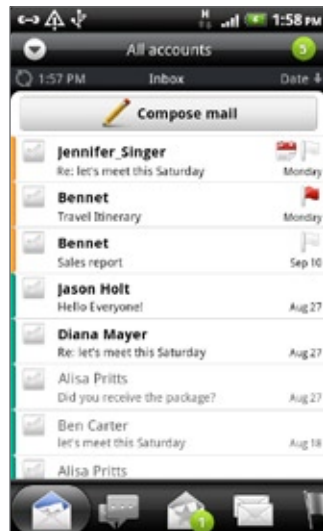 H
1:58 PM
All accounts
5
1:57 PM Inbox Date
Compose mail
Jennifer_Singer
Re: let's meet this Saturday Monday
Bennet
Travel Itinerary Monday
Bennet
Sales report Sep 10
Jason Holt
Hello Everyone! Aug 27
Diana Mayer
Re: let's meet this Saturday Aug 27
Alisa Pritts
Did you receive the package? Aug 27
Ben Carter
let's meet this Saturday Aug 18
Alisa Pritts
1